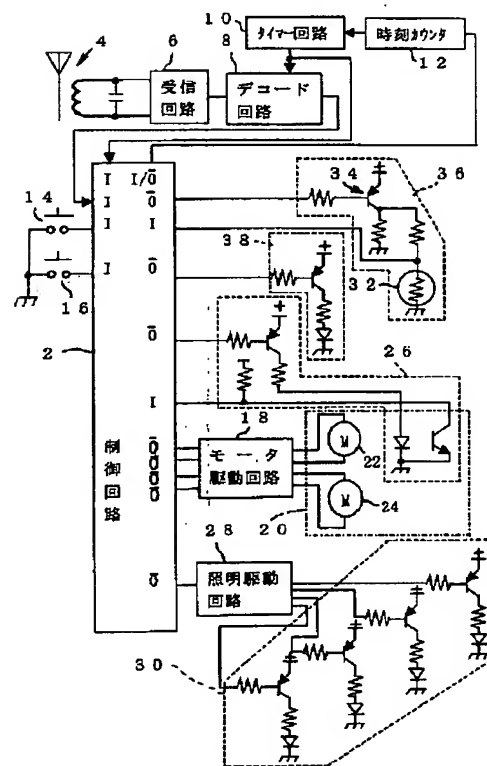 10
タイマー回路
時刻カウンタ
12
4
6
受信
回路
8
デコード
回路
I I/O̅
I O̅
I I
14
34
36
38
I
O̅
16
32
2
O̅
26
I
18
制御回路
O̅
O̅
O̅
O̅
モータ
駆動回路
M
22
M
24
20
28
O̅
照明駆動
回路
30